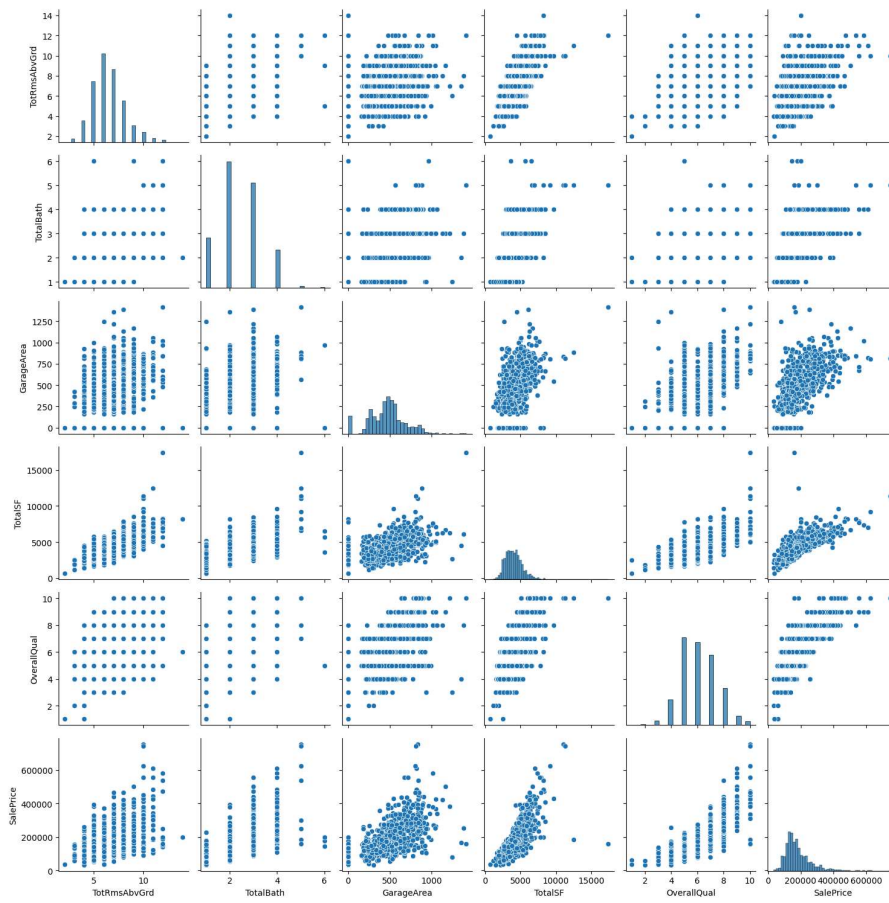 14
12
10
8
6
4
2
TotRmsAbvGrd
6
5
4
3
2
1
TotalBath
1250
1000
750
500
250
0
GarageArea
15000
10000
5000
0
TotalSF
10
8
6
4
2
OverallQual
600000
400000
200000
0
SalePrice
5 10
2 4 6
0 500 1000
0 5000 10000 15000
2 4 6 8 10
0 200000 400000 600000
TotRmsAbvGrd
TotalBath
GarageArea
TotalSF
OverallQual
SalePrice